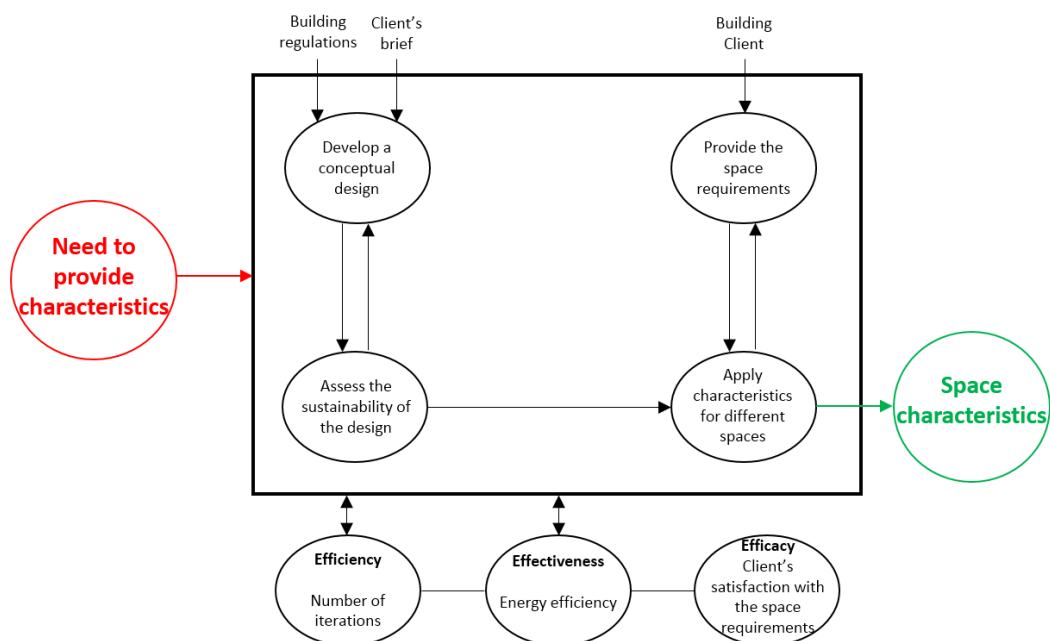 Building
regulations
Client's
brief
Building
Client
Develop a
conceptual
design
Provide the
space
requirements
Need to
provide
characteristics
Assess the
sustainability of
the design
Apply
characteristics
for different
spaces
Space
characteristics
Efficiency
Number of
iterations
Effectiveness
Energy efficiency
Efficacy
Client's
satisfaction with
the space
requirements